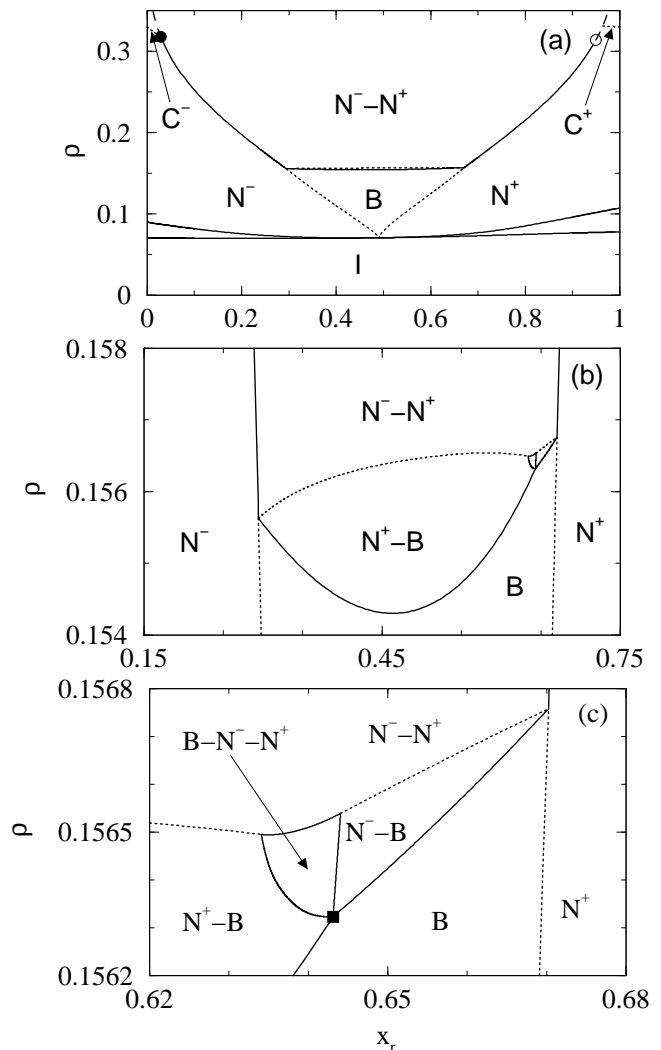 (a)
0.3
C⁻
N⁻–N⁺
C⁺
ρ
0.2
N⁻
B
N⁺
0.1
I
0
0
0.2
0.4
0.6
0.8
1
0.158
(b)
N⁻–N⁺
ρ
0.156
N⁻
N⁺–B
B
N⁺
0.154
0.15
0.45
0.75
0.1568
(c)
B–N⁻–N⁺
N⁻–N⁺
ρ
0.1565
N⁻–B
N⁺–B
B
N⁺
0.1562
0.62
0.65
0.68
xᵣ